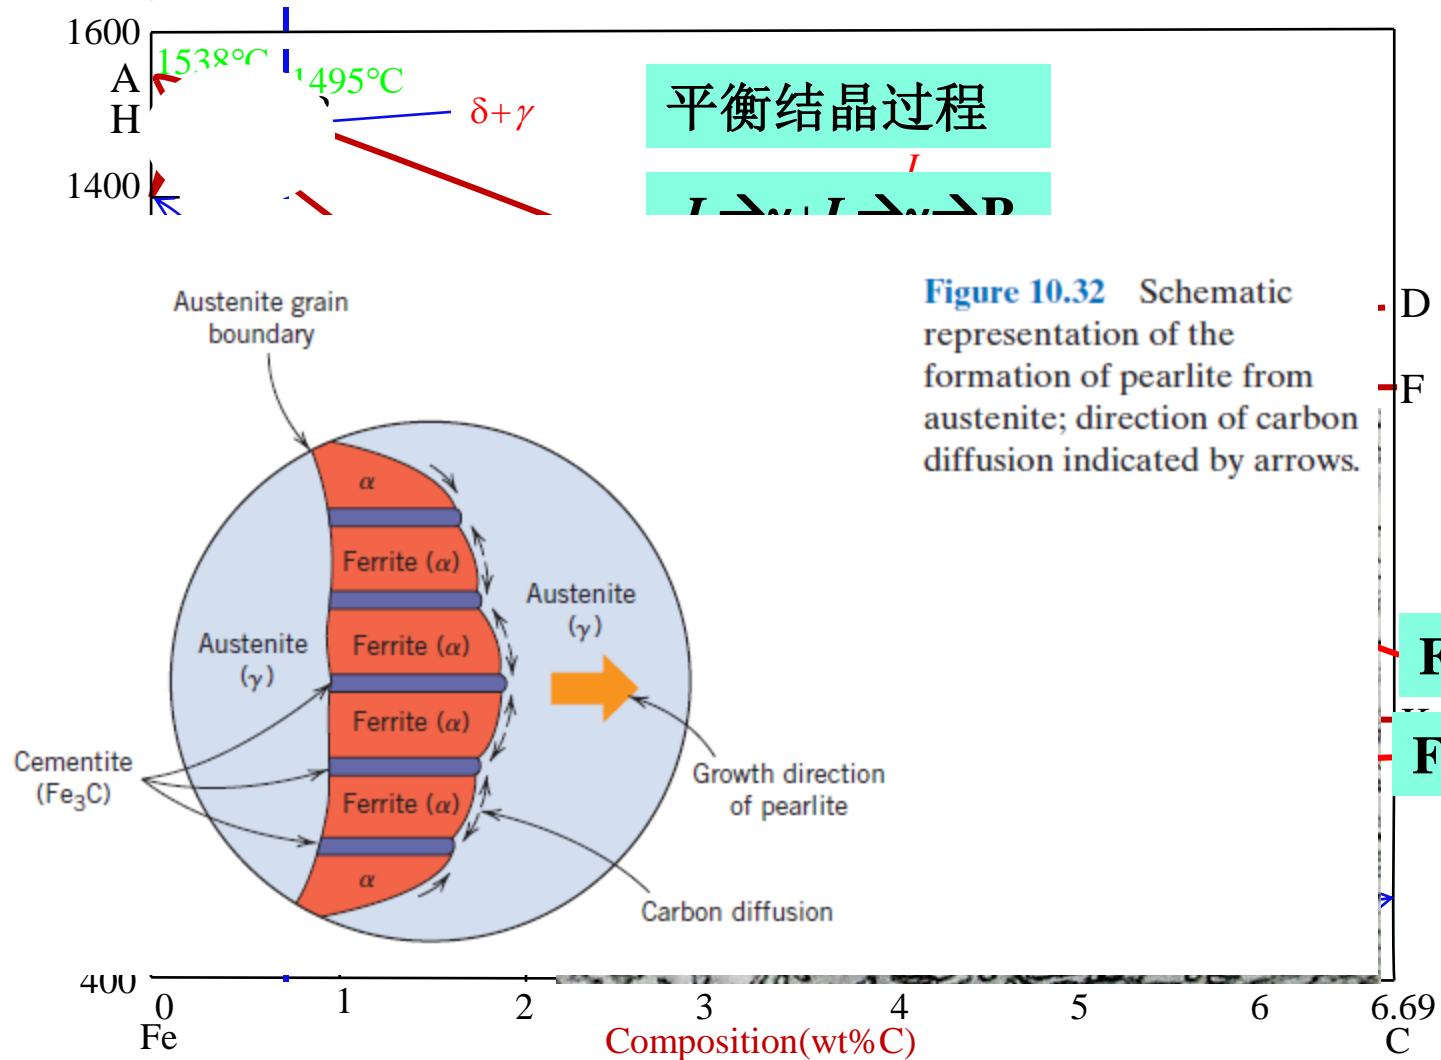 1600
1538℃
A
1495℃
H
δ+γ
平衡结晶过程
1400
Figure 10.32 Schematic
representation of the
formation of pearlite from
austenite; direction of carbon
diffusion indicated by arrows.
D
F
Austenite grain
boundary
α
Ferrite (α)
Ferrite (α)
Ferrite (α)
Ferrite (α)
α
Austenite
(γ)
Austenite
(γ)
Cementite
(Fe₃C)
Growth direction
of pearlite
Carbon diffusion
400
0
1
2
3
4
5
6
6.69
Fe
Composition(wt%C)
C